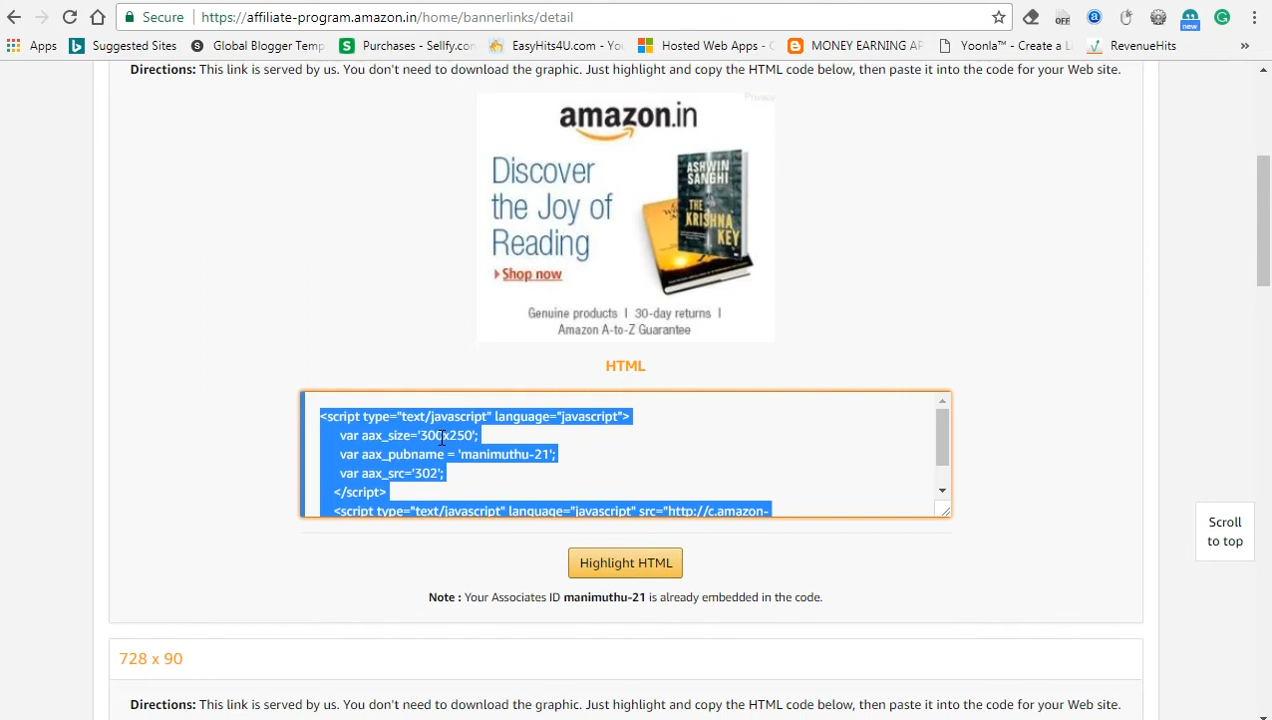 Secure https://affiliate-program.amazon.in/home/bannerlinks/detail
OFF
new
Apps Suggested Sites Global Blogger Temp Purchases - Sellfy.co EasyHits4U.com - Yo Hosted Web Apps - MONEY EARNING AP Yoonla™ - Create a L RevenueHits »
Directions: This link is served by us. You don't need to download the graphic. Just highlight and copy the HTML code below, then paste it into the code for your Web site.
Privacy
amazon.in
Discover
the Joy of
Reading
Shop now
ASHWIN
SANGHI
THE
KRISHNA
KEY
Genuine products | 30-day returns |
Amazon A-to-Z Guarantee
HTML
<script type="text/javascript" language="javascript">
var aax_size='300x250';
var aax_pubname = 'manimuthu-21';
var aax_src='302';
</script>
<script type="text/javascript" language="javascript" src="http://c.amazon-
Highlight HTML
Note : Your Associates ID manimuthu-21 is already embedded in the code.
Scroll
to top
728 x 90
Directions: This link is served by us. You don't need to download the graphic. Just highlight and copy the HTML code below, then paste it into the code for your Web site.